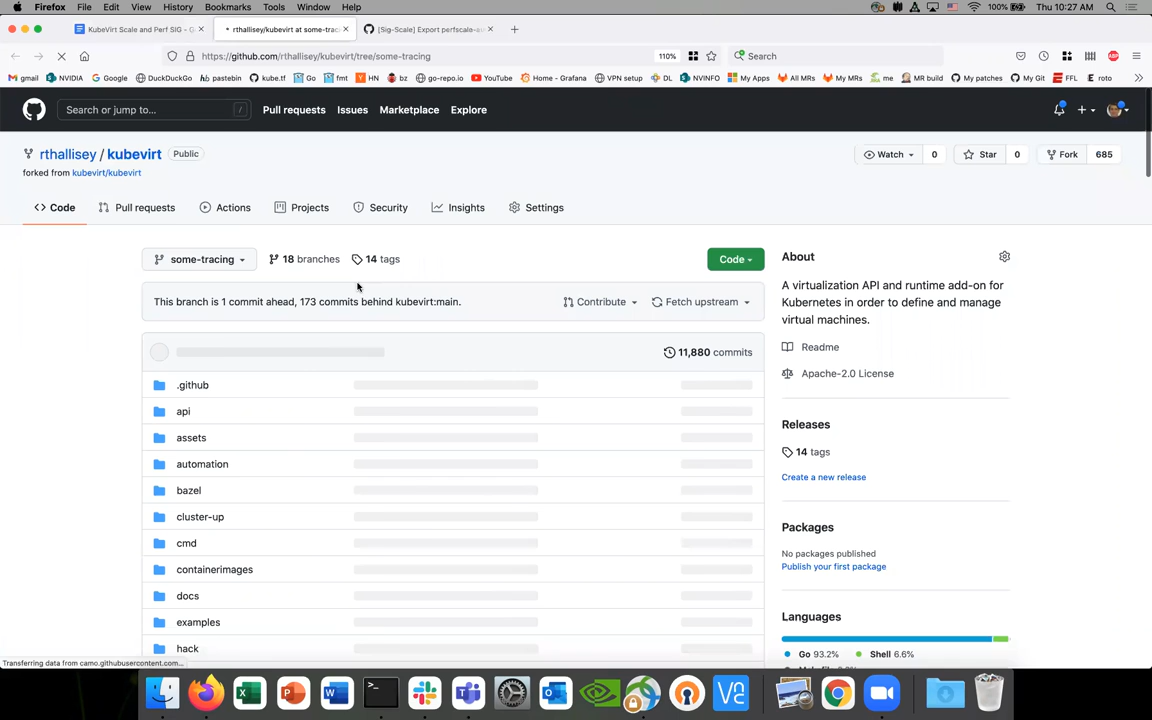 Firefox File Edit View History Bookmarks Tools Window Help 100% Thu 10:27 AM
KubeVirt Scale and Perf SIG - G × rthallisey/kubevirt at some-trac × [Sig-Scale] Export perfscale-au ×
https://github.com/rthallisey/kubevirt/tree/some-tracing 110% Search
gmail NVIDIA Google DuckDuckGo pastebin kube.tf Go fmt HN bz go-repo.io YouTube Home - Grafana VPN setup DL NVINFO My Apps All MRs My MRs me MR build My patches My Git FFL roto
Search or jump to... / Pull requests Issues Marketplace Explore
rthallisey / kubevirt Public
Watch 0 Star 0 Fork 685
forked from kubevirt/kubevirt
Code Pull requests Actions Projects Security Insights Settings
some-tracing 18 branches 14 tags Code
This branch is 1 commit ahead, 173 commits behind kubevirt:main. Contribute Fetch upstream
11,880 commits
.github
api
assets
automation
bazel
cluster-up
cmd
containerimages
docs
examples
hack
About
A virtualization API and runtime add-on for
Kubernetes in order to define and manage
virtual machines.
Readme
Apache-2.0 License
Releases
14 tags
Create a new release
Packages
No packages published
Publish your first package
Languages
Go 93.2% Shell 6.6%
Transferring data from camo.githubusercontent.com...